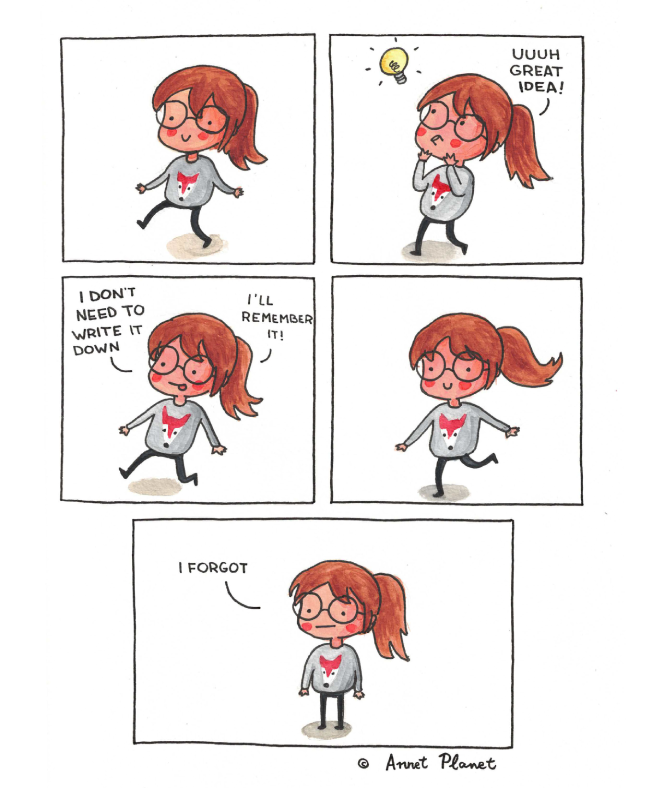 UUUH
GREAT
IDEA!
I DON'T
NEED TO
WRITE IT
DOWN
I'LL
REMEMBER
IT!
I FORGOT
© Annet Planet